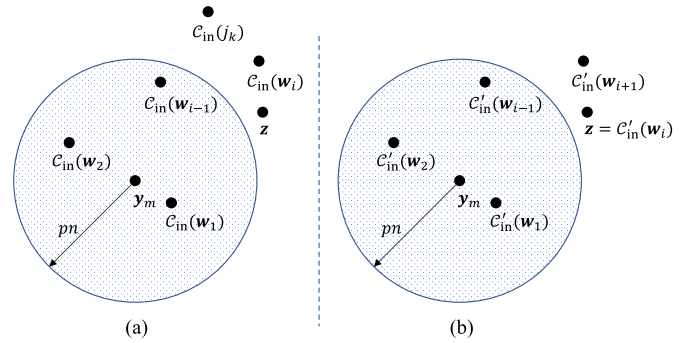 𝒞in(jk)
𝒞in(𝒘i)
𝒞in(𝒘i−1)
𝒛
𝒞in(𝒘2)
𝒚m
𝒞in(𝒘1)
pn
(a)
𝒞′in(𝒘i+1)
𝒞′in(𝒘i−1)
𝒛 = 𝒞′in(𝒘i)
𝒞′in(𝒘2)
𝒚m
𝒞′in(𝒘1)
pn
(b)